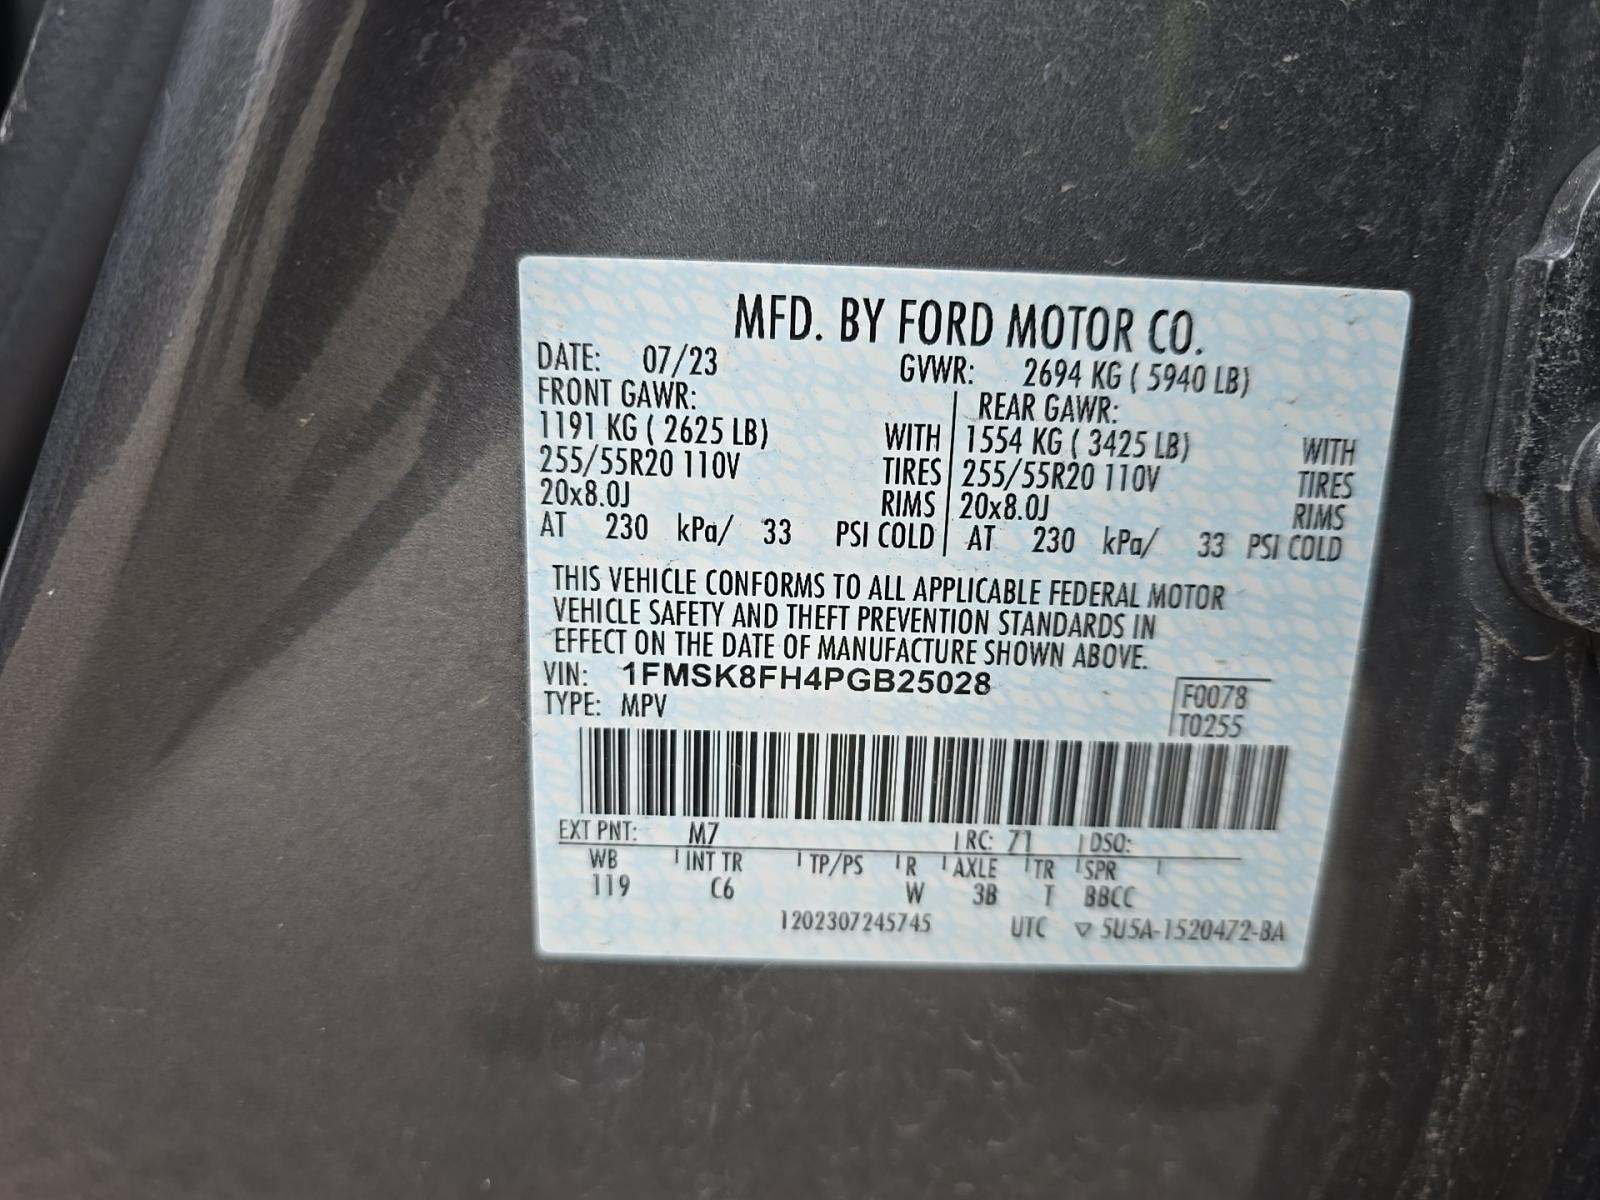 MFD. BY FORD MOTOR CO.
DATE: 07/23 GVWR: 2694 KG ( 5940 LB)
FRONT GAWR: REAR GAWR:
1191 KG ( 2625 LB) WITH 1554 KG ( 3425 LB) WITH
255/55R20 110V TIRES 255/55R20 110V TIRES
20x8.0J RIMS 20x8.0J RIMS
AT 230 kPa/ 33 PSI COLD AT 230 kPa/ 33 PSI COLD
THIS VEHICLE CONFORMS TO ALL APPLICABLE FEDERAL MOTOR
VEHICLE SAFETY AND THEFT PREVENTION STANDARDS IN
EFFECT ON THE DATE OF MANUFACTURE SHOWN ABOVE.
VIN: 1FMSK8FH4PGB25028
TYPE: MPV
F0078
T0255
EXT PNT: M7 RC: 71 DSO:
WB INT TR TP/PS R AXLE TR SPR
119 C6 W 3B T BBCC
1202307245745 UTC ▽ 5U5A-1520472-BA